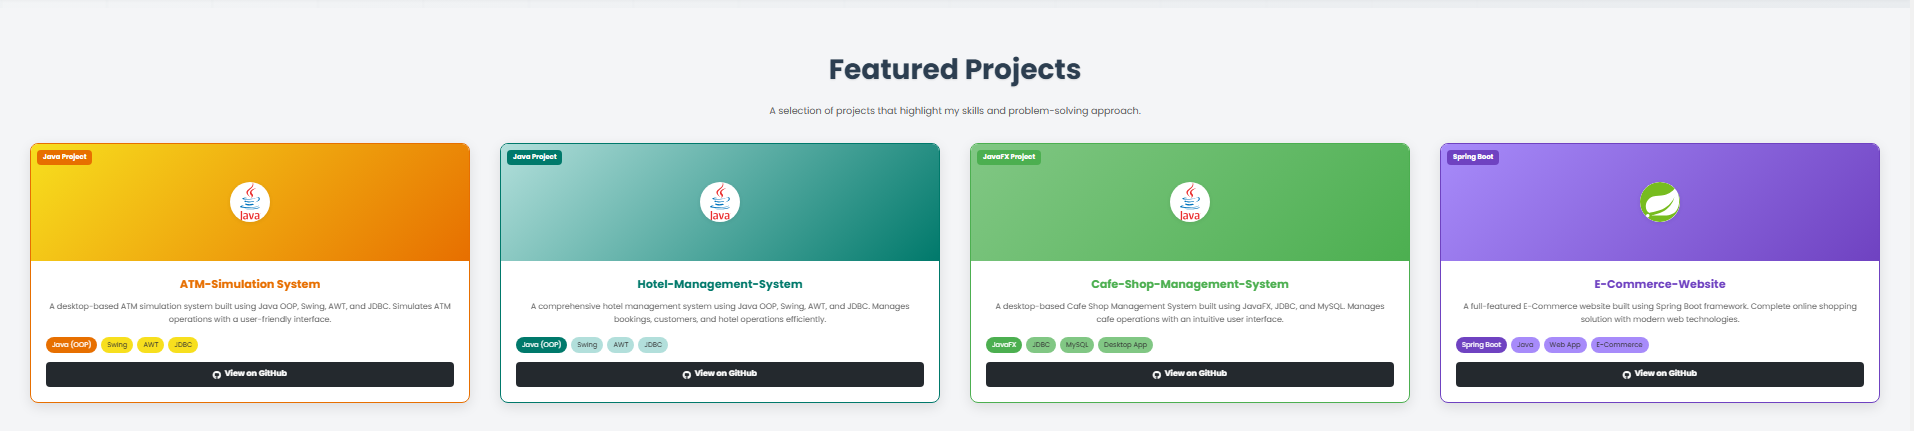 Featured Projects
A selection of projects that highlight my skills and problem-solving approach.
Java Project
Java
ATM-Simulation System
A desktop-based ATM simulation system built using Java OOP, Swing, AWT, and JDBC. Simulates ATM
operations with a user-friendly interface.
Java (OOP) Swing AWT JDBC
View on GitHub
Java Project
Java
Hotel-Management-System
A comprehensive hotel management system using Java OOP, Swing, AWT, and JDBC. Manages
bookings, customers, and hotel operations efficiently.
Java (OOP) Swing AWT JDBC
View on GitHub
JavaFX Project
Java
Cafe-Shop-Management-System
A desktop-based Cafe Shop Management System built using JavaFX, JDBC, and MySQL. Manages
cafe operations with an intuitive user interface.
JavaFX JDBC MySQL Desktop App
View on GitHub
Spring Boot
E-Commerce-Website
A full-featured E-Commerce website built using Spring Boot framework. Complete online shopping
solution with modern web technologies.
Spring Boot Java Web App E-Commerce
View on GitHub